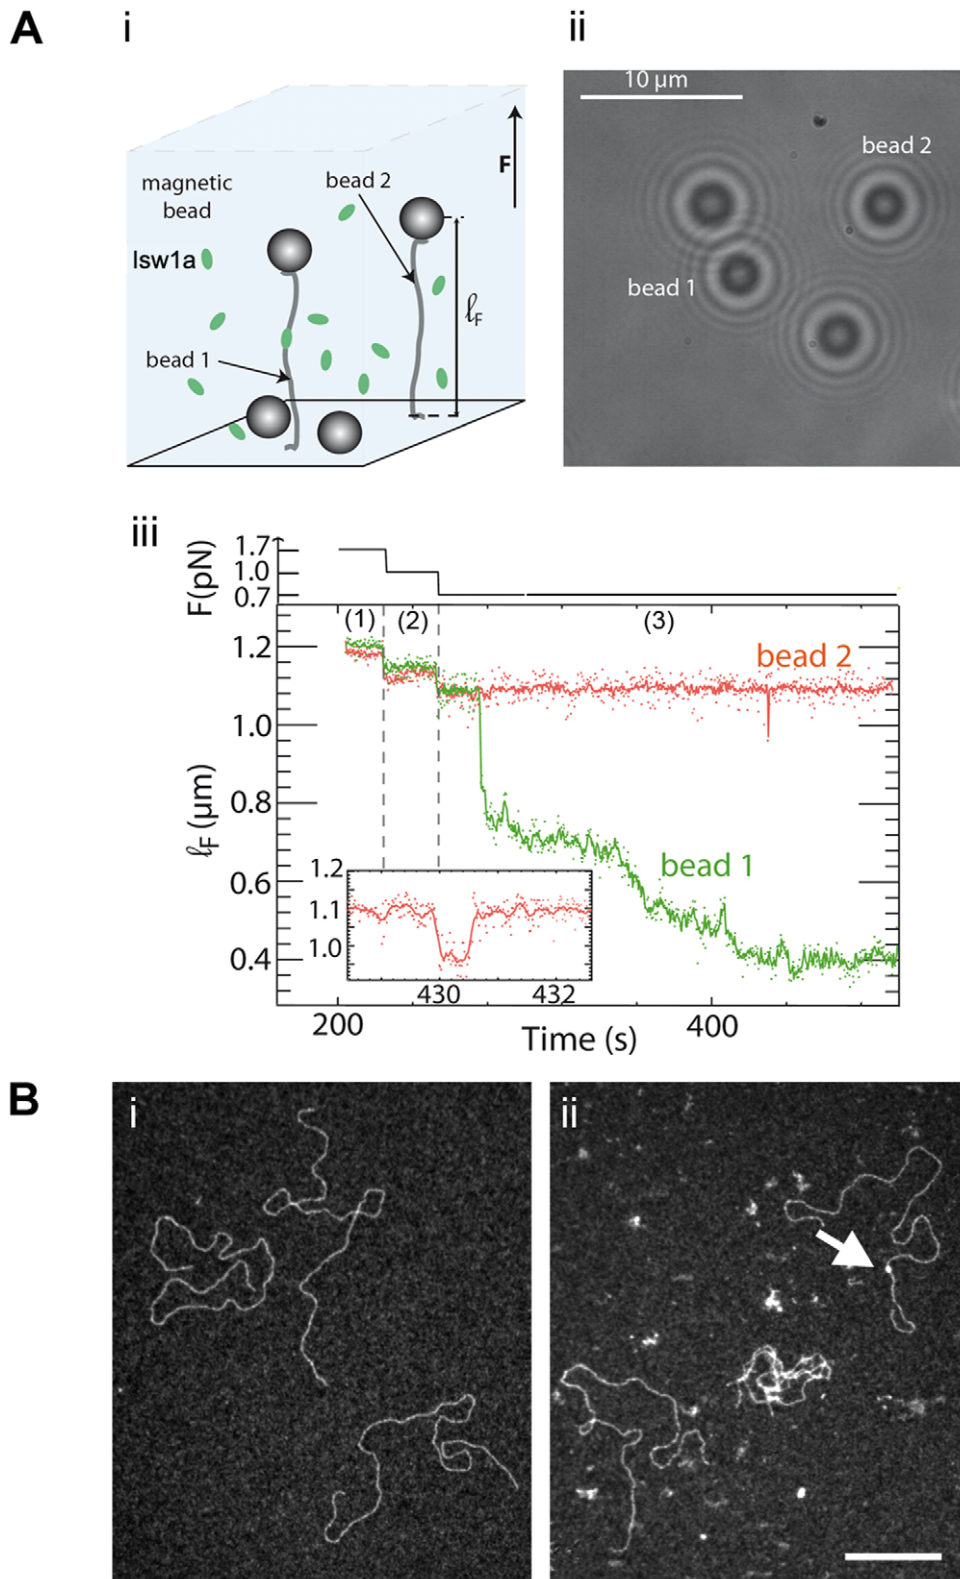 A
i
ii
magnetic
bead
Isw1a
bead 2
F
ℓF
bead 1
10 µm
bead 2
bead 1
iii
F(pN)
1.7
1.0
0.7
(1) (2) (3)
ℓF (µm)
1.2
1.0
0.8
0.6
0.4
bead 2
bead 1
1.2
1.1
1.0
430 432
200 400
Time (s)
B
i
ii